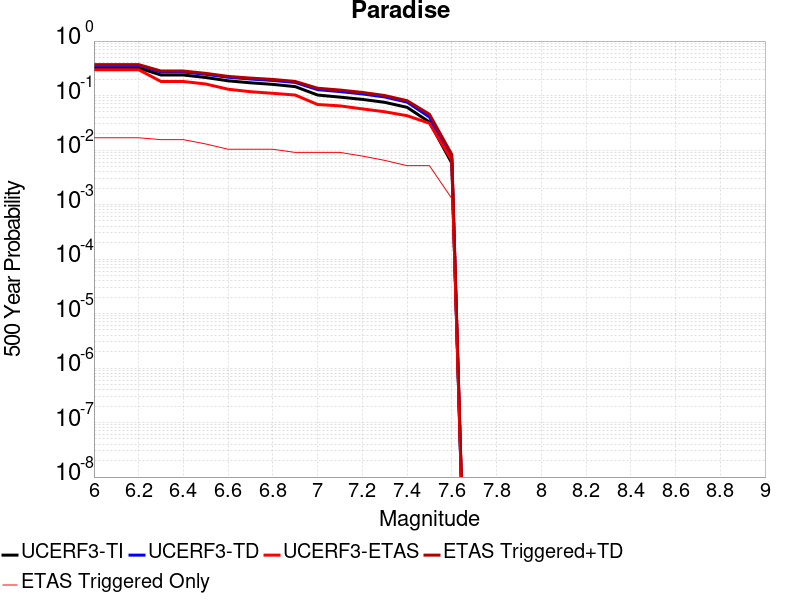 Paradise
10^0
10^-1
10^-2
10^-3
10^-4
10^-5
10^-6
10^-7
10^-8
500 Year Probability
6 6.2 6.4 6.6 6.8 7 7.2 7.4 7.6 7.8 8 8.2 8.4 8.6 8.8 9
Magnitude
UCERF3-TI UCERF3-TD UCERF3-ETAS ETAS Triggered+TD
ETAS Triggered Only